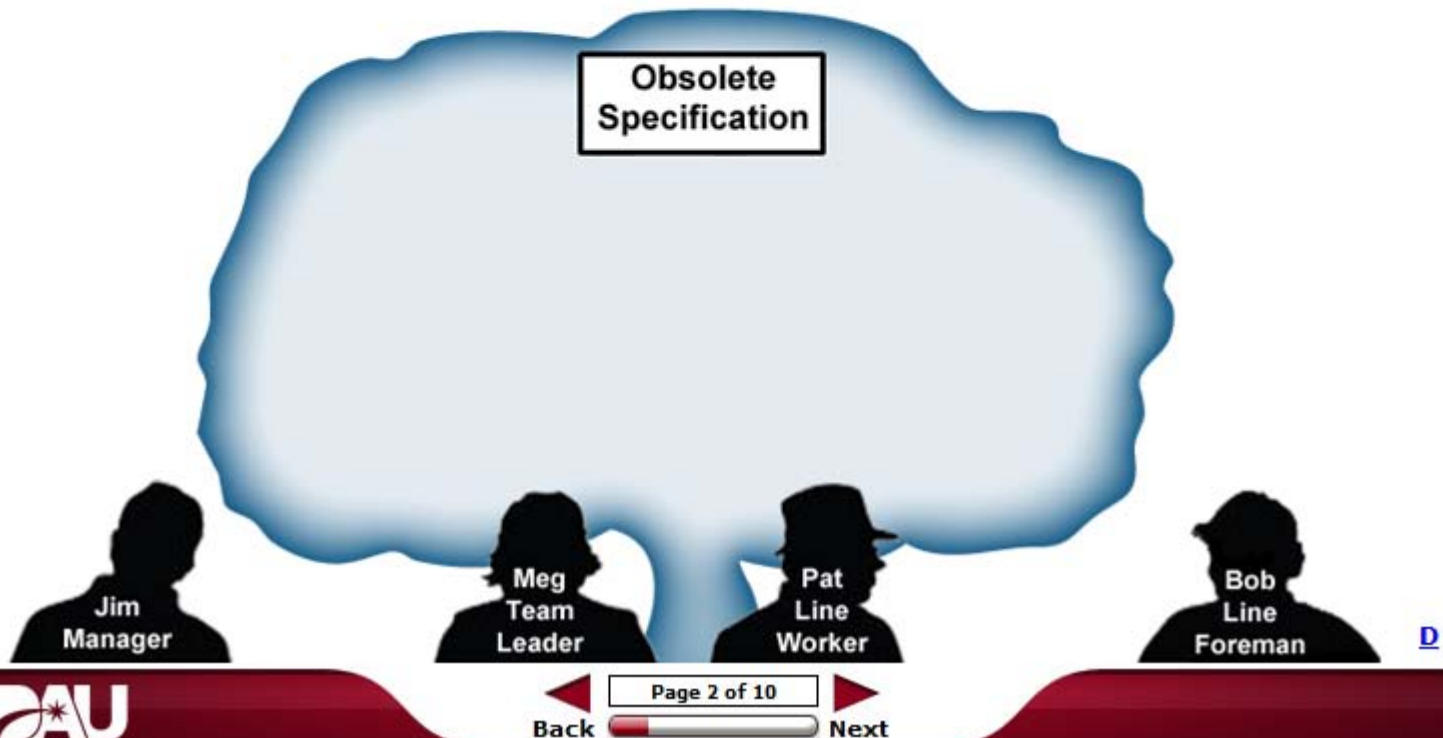 Obsolete
Specification
Jim
Manager
Meg
Team
Leader
Pat
Line
Worker
Bob
Line
Foreman
D
DAU
Page 2 of 10
Back
Next